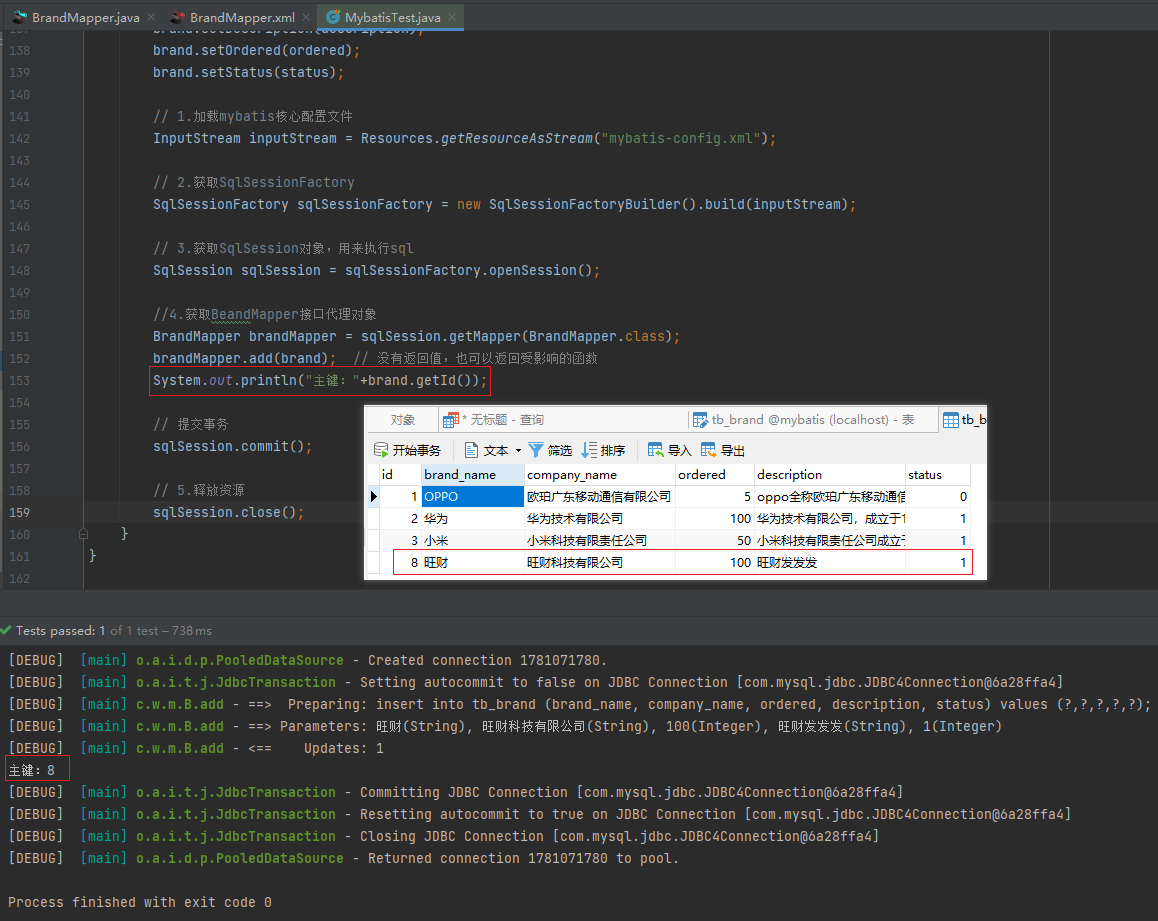 BrandMapper.java
BrandMapper.xml
MybatisTest.java
138 brand.setOrdered(ordered);
139 brand.setStatus(status);
140
141 // 1.加载mybatis核心配置文件
142 InputStream inputStream = Resources.getResourceAsStream("mybatis-config.xml");
143
144 // 2.获取SqlSessionFactory
145 SqlSessionFactory sqlSessionFactory = new SqlSessionFactoryBuilder().build(inputStream);
146
147 // 3.获取SqlSession对象，用来执行sql
148 SqlSession sqlSession = sqlSessionFactory.openSession();
149
150 //4.获取BeandMapper接口代理对象
151 BrandMapper brandMapper = sqlSession.getMapper(BrandMapper.class);
152 brandMapper.add(brand); // 没有返回值，也可以返回受影响的函数
153 System.out.println("主键："+brand.getId());
154
155 // 提交事务
156 sqlSession.commit();
157
158 // 5.释放资源
159 sqlSession.close();
160 }
161 }
162
对象 * 无标题 - 查询 tb_brand @mybatis (localhost) - 表 tb_b
开始事务 文本 筛选 排序 导入 导出
id brand_name company_name ordered description status
1 OPPO 欧珀广东移动通信有限公司 5 oppo全称欧珀广东移动通信 0
2 华为 华为技术有限公司 100 华为技术有限公司，成立于1 1
3 小米 小米科技有限责任公司 50 小米科技有限责任公司成立于 1
8 旺财 旺财科技有限公司 100 旺财发发发 1
Tests passed: 1 of 1 test – 738 ms
[DEBUG] [main] o.a.i.d.p.PooledDataSource - Created connection 1781071780.
[DEBUG] [main] o.a.i.t.j.JdbcTransaction - Setting autocommit to false on JDBC Connection [com.mysql.jdbc.JDBC4Connection@6a28ffa4]
[DEBUG] [main] c.w.m.B.add - ==>  Preparing: insert into tb_brand (brand_name, company_name, ordered, description, status) values (?,?,?,?,?);
[DEBUG] [main] c.w.m.B.add - ==> Parameters: 旺财(String), 旺财科技有限公司(String), 100(Integer), 旺财发发发(String), 1(Integer)
[DEBUG] [main] c.w.m.B.add - <==    Updates: 1
主键：8
[DEBUG] [main] o.a.i.t.j.JdbcTransaction - Committing JDBC Connection [com.mysql.jdbc.JDBC4Connection@6a28ffa4]
[DEBUG] [main] o.a.i.t.j.JdbcTransaction - Resetting autocommit to true on JDBC Connection [com.mysql.jdbc.JDBC4Connection@6a28ffa4]
[DEBUG] [main] o.a.i.t.j.JdbcTransaction - Closing JDBC Connection [com.mysql.jdbc.JDBC4Connection@6a28ffa4]
[DEBUG] [main] o.a.i.d.p.PooledDataSource - Returned connection 1781071780 to pool.
Process finished with exit code 0